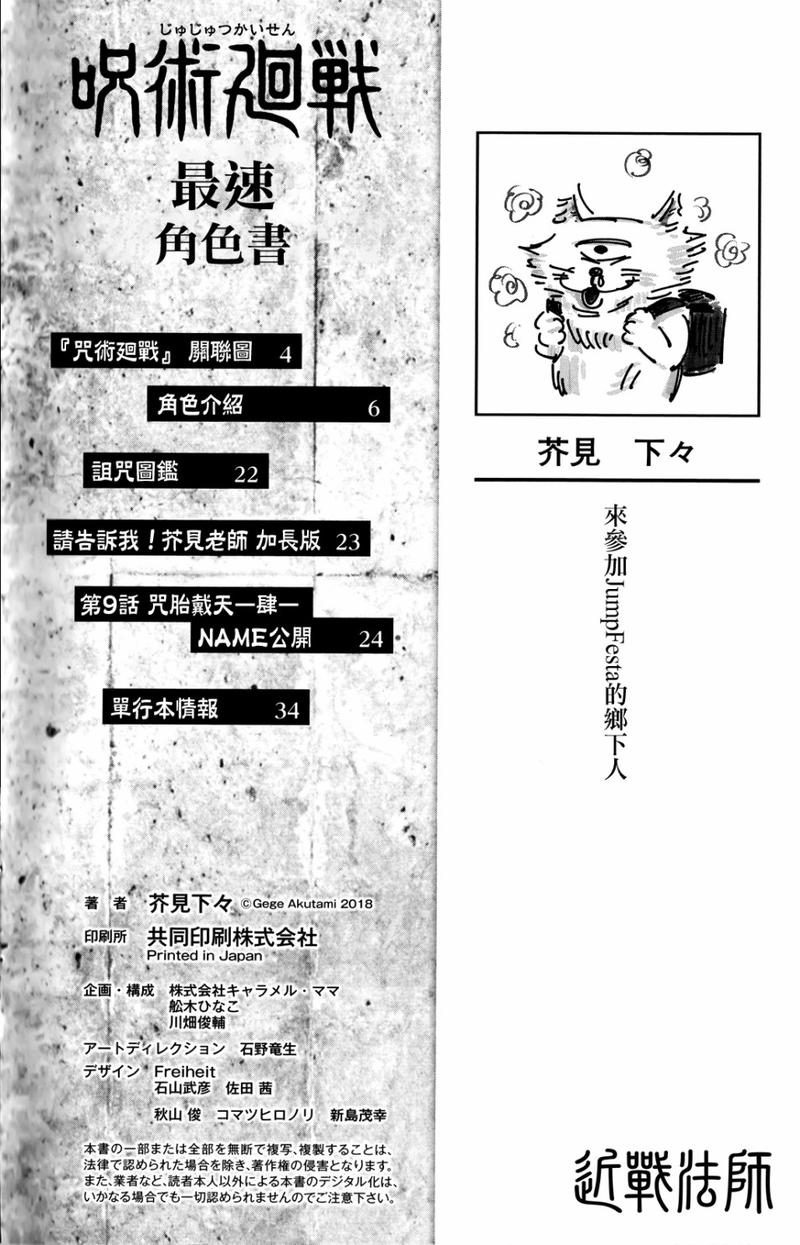 じゅじゅつかいせん
呪術廻戦
最速
角色書
『咒術廻戰』 關聯圖 4
角色介紹 6
詛咒圖鑑 22
請告訴我！芥見老師 加長版 23
第9話 咒胎戴天—肆—
NAME公開 24
單行本情報 34
著 者 芥見下々 ©Gege Akutami 2018
印刷所 共同印刷株式会社
Printed in Japan
企画・構成 株式会社キャラメル・ママ
舩木ひなこ
川畑俊輔
アートディレクション 石野竜生
デザイン Freiheit
石山武彦 佐田 茜
秋山 俊 コマツヒロノリ 新島茂幸
本書の一部または全部を無断で複写、複製することは、
法律で認められた場合を除き、著作権の侵害となります。
また、業者など、読者本人以外による本書のデジタル化は、
いかなる場合でも一切認められませんのでご注意下さい。
芥見 下々
來參加JumpFesta的鄉下人
近戰法師